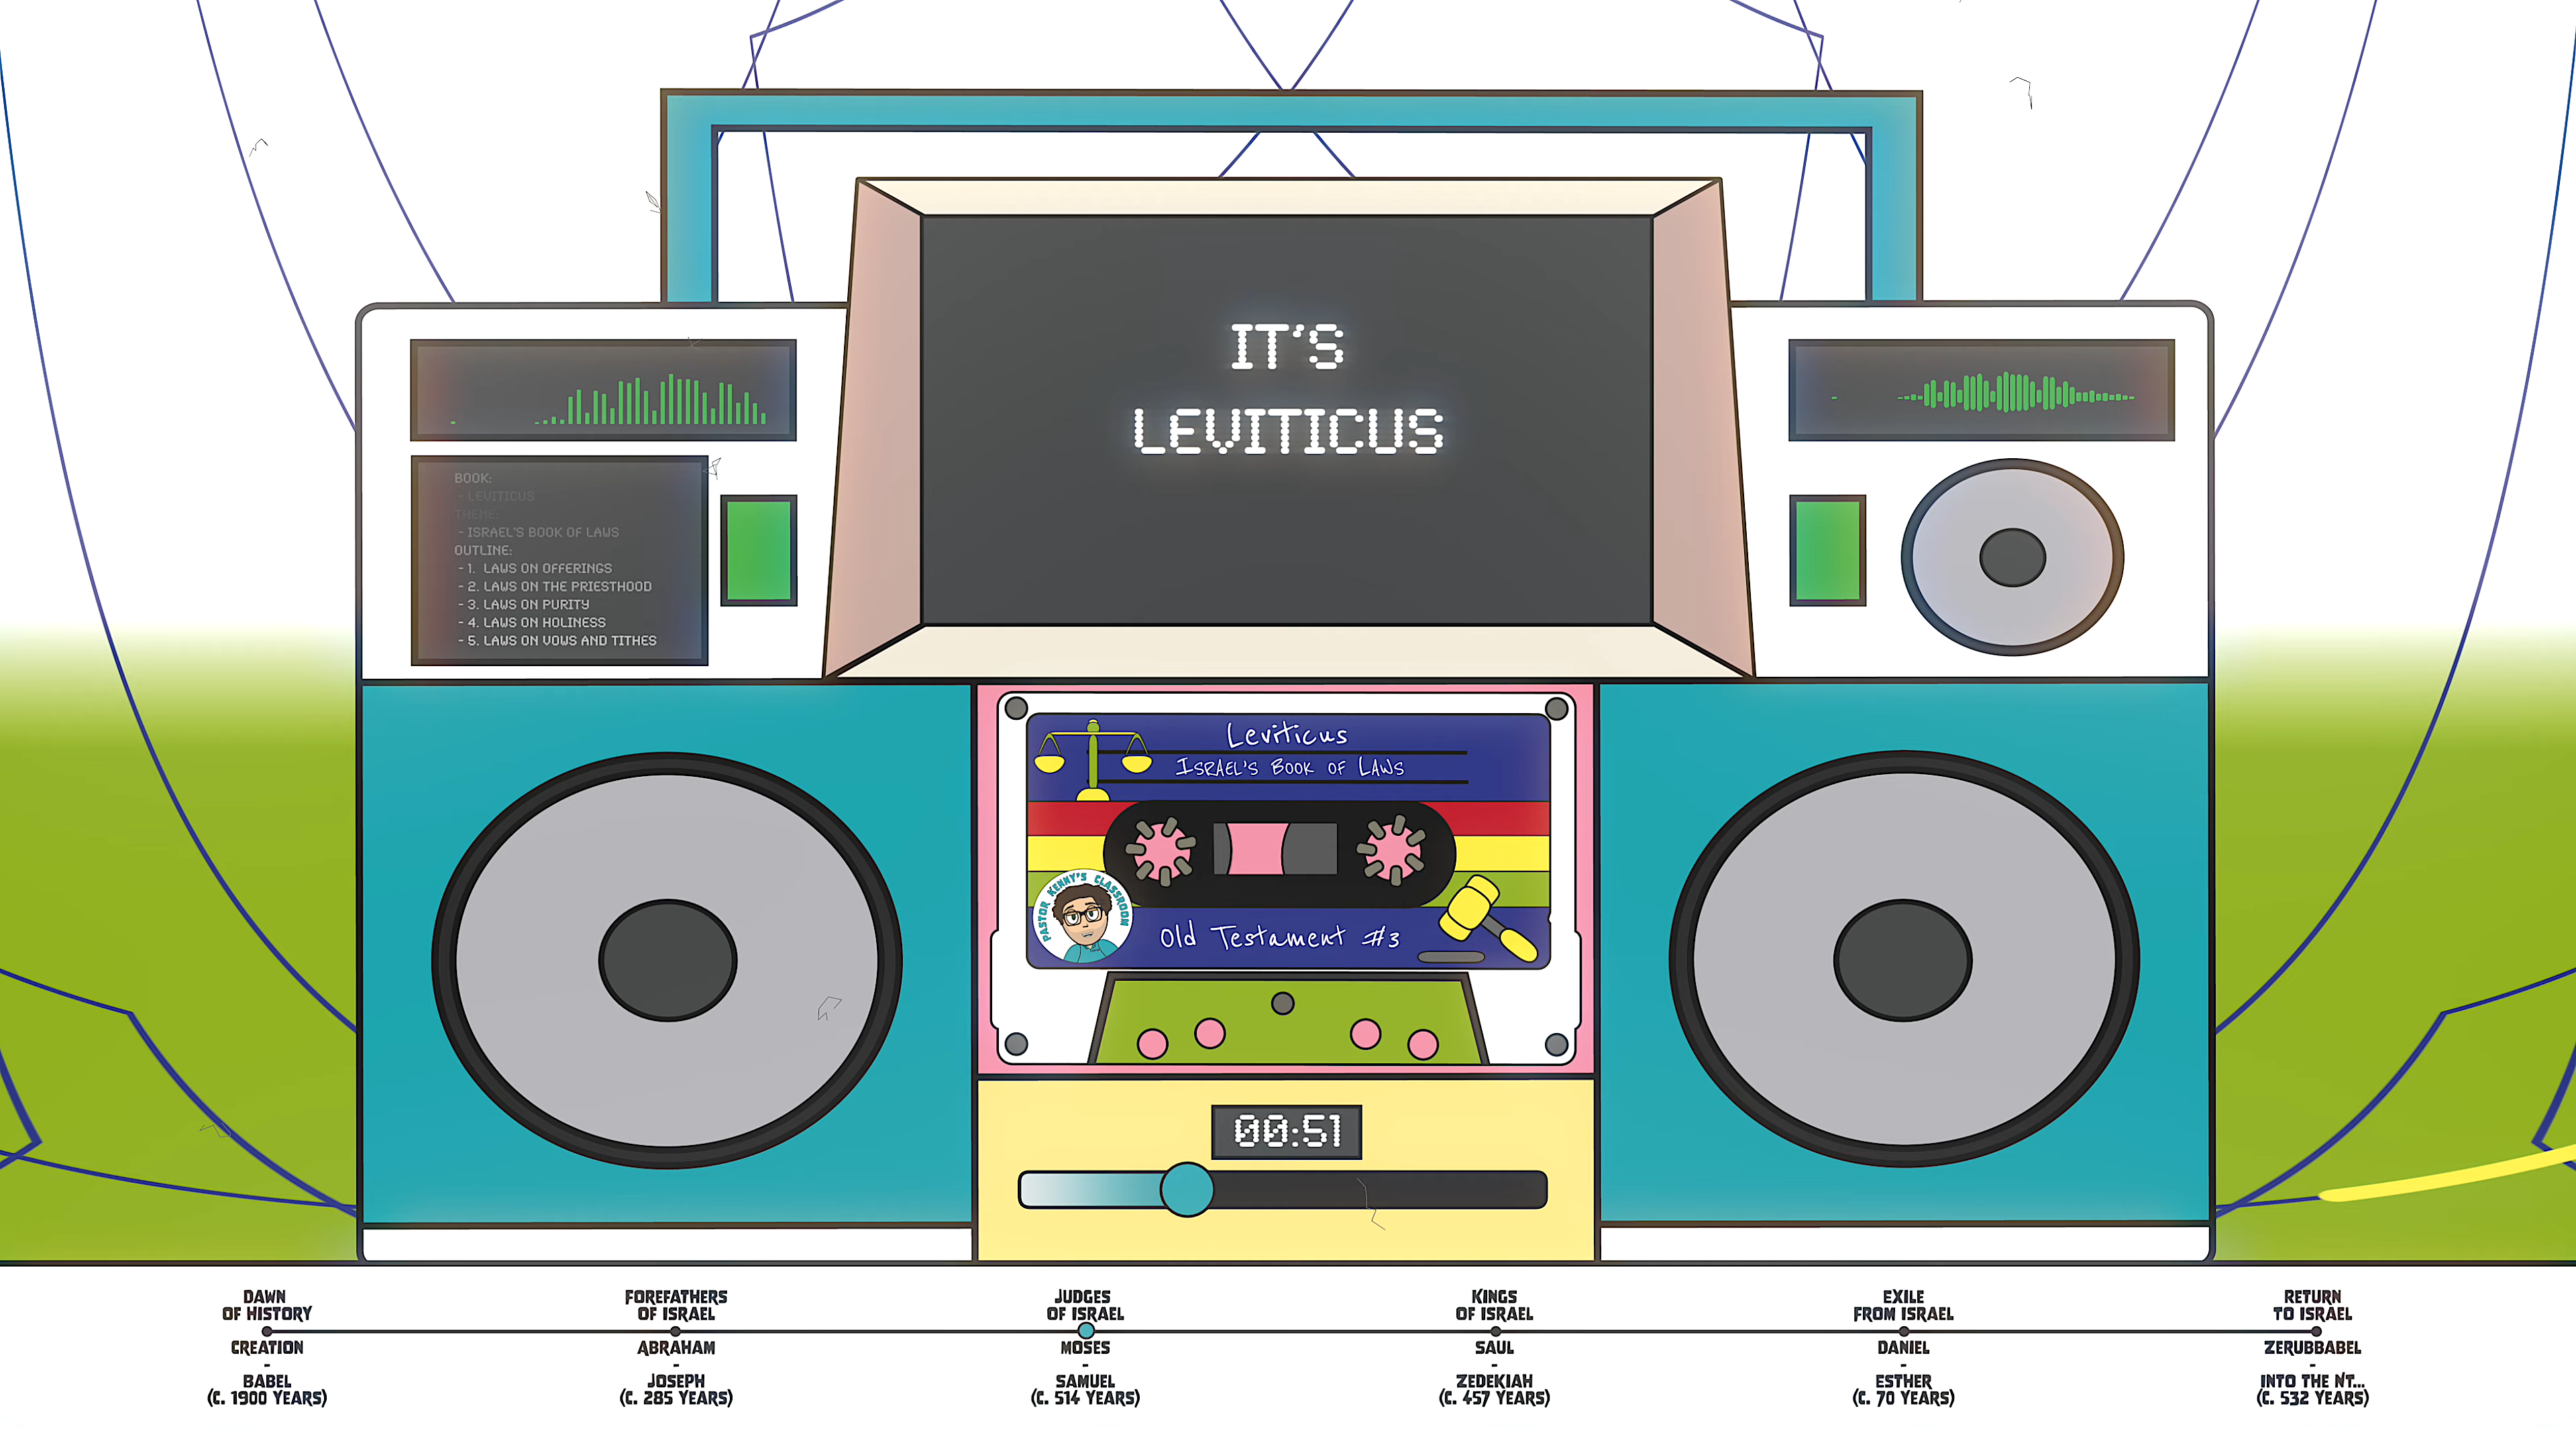 IT'S
LEVITICUS
BOOK:
- LEVITICUS
THEME:
- ISRAEL'S BOOK OF LAWS
OUTLINE:
- 1. LAWS ON OFFERINGS
- 2. LAWS ON THE PRIESTHOOD
- 3. LAWS ON PURITY
- 4. LAWS ON HOLINESS
- 5. LAWS ON VOWS AND TITHES
Leviticus
ISRAEL'S BOOK OF LAWS
PASTOR KENNY'S CLASSROOM
Old Testament #3
00:51
DAWN
OF HISTORY
CREATION
-
BABEL
(C. 1900 YEARS)
FOREFATHERS
OF ISRAEL
ABRAHAM
-
JOSEPH
(C. 285 YEARS)
JUDGES
OF ISRAEL
MOSES
-
SAMUEL
(C. 514 YEARS)
KINGS
OF ISRAEL
SAUL
-
ZEDEKIAH
(C. 457 YEARS)
EXILE
FROM ISRAEL
DANIEL
-
ESTHER
(C. 70 YEARS)
RETURN
TO ISRAEL
ZERUBBABEL
-
INTO THE NT...
(C. 532 YEARS)